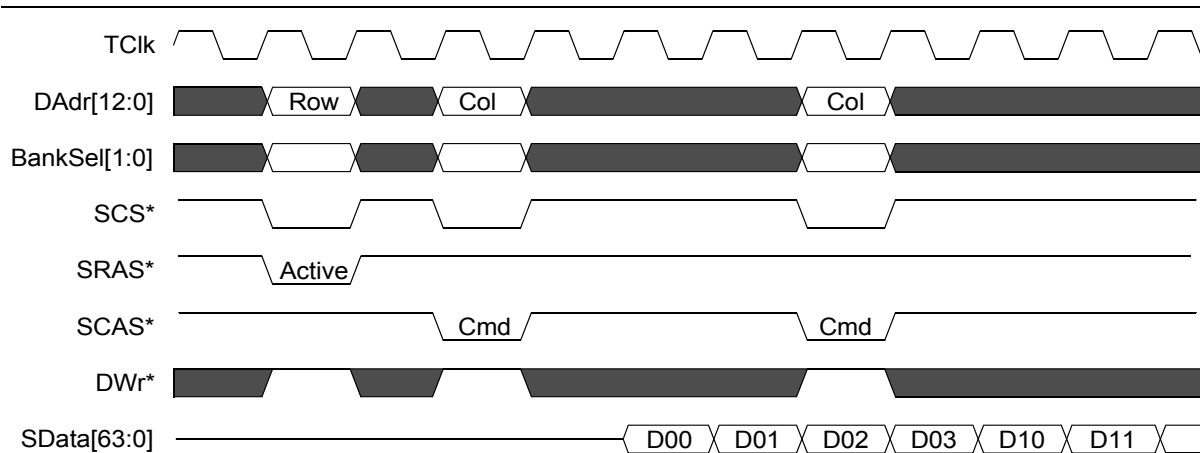 TClk
DAdr[12:0] Row Col Col
BankSel[1:0]
SCS*
SRAS* Active
SCAS* Cmd Cmd
DWr*
SData[63:0] D00 D01 D02 D03 D10 D11